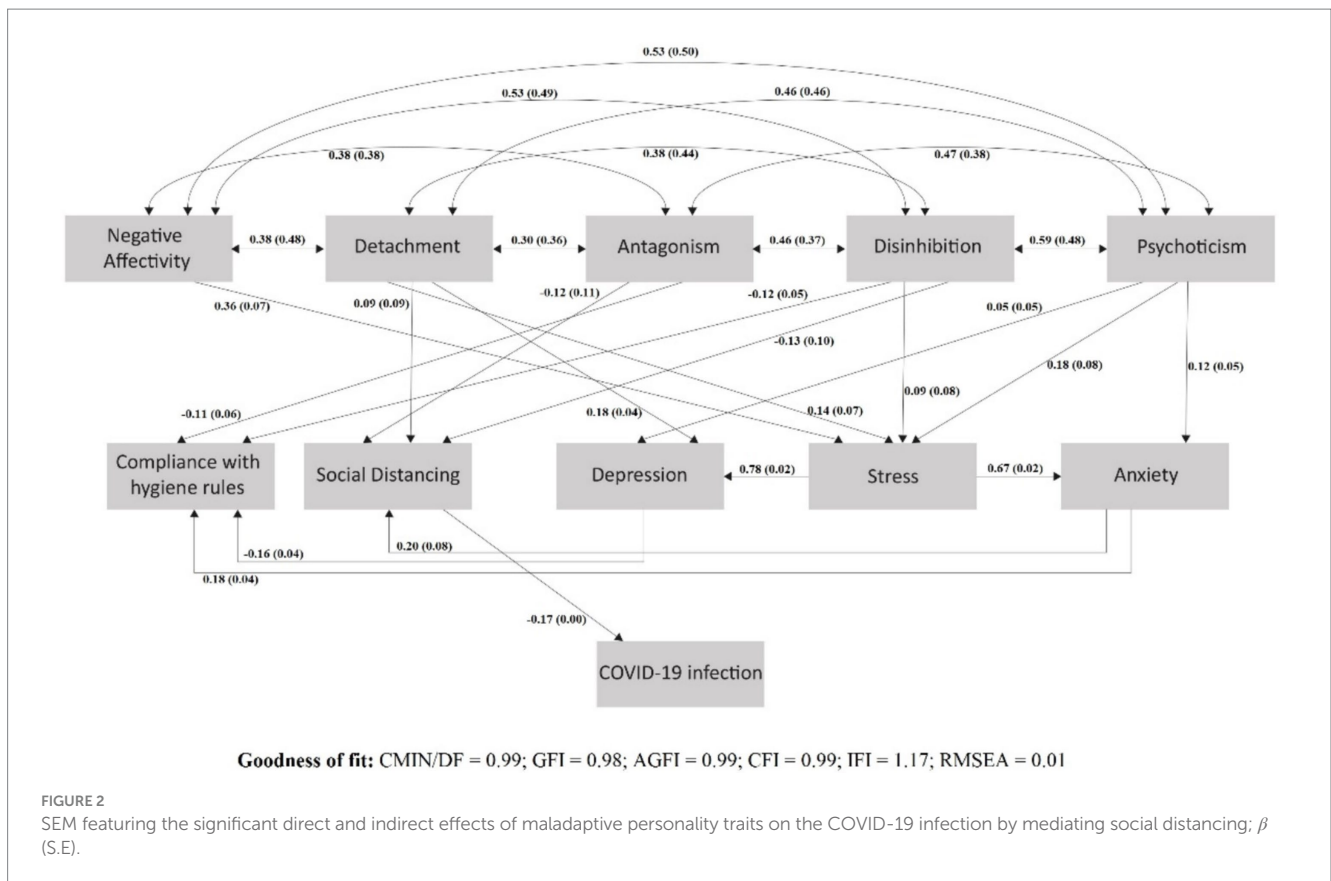 0.53 (0.50)
0.53 (0.49)
0.46 (0.46)
0.38 (0.38)
0.38 (0.44)
0.47 (0.38)
Negative
Affectivity
0.38 (0.48)
Detachment
0.30 (0.36)
Antagonism
0.46 (0.37)
Disinhibition
0.59 (0.48)
Psychoticism
0.36 (0.07)
0.09 (0.09)
-0.12 (0.11)
-0.12 (0.05)
0.05 (0.05)
-0.13 (0.10)
0.18 (0.08)
0.12 (0.05)
0.09 (0.08)
-0.11 (0.06)
0.18 (0.04)
0.14 (0.07)
Compliance with
hygiene rules
Social Distancing
Depression
0.78 (0.02)
Stress
0.67 (0.02)
Anxiety
0.20 (0.08)
-0.16 (0.04)
0.18 (0.04)
-0.17 (0.00)
COVID-19 infection
Goodness of fit: CMIN/DF = 0.99; GFI = 0.98; AGFI = 0.99; CFI = 0.99; IFI = 1.17; RMSEA = 0.01
FIGURE 2
SEM featuring the significant direct and indirect effects of maladaptive personality traits on the COVID-19 infection by mediating social distancing; β
(S.E).